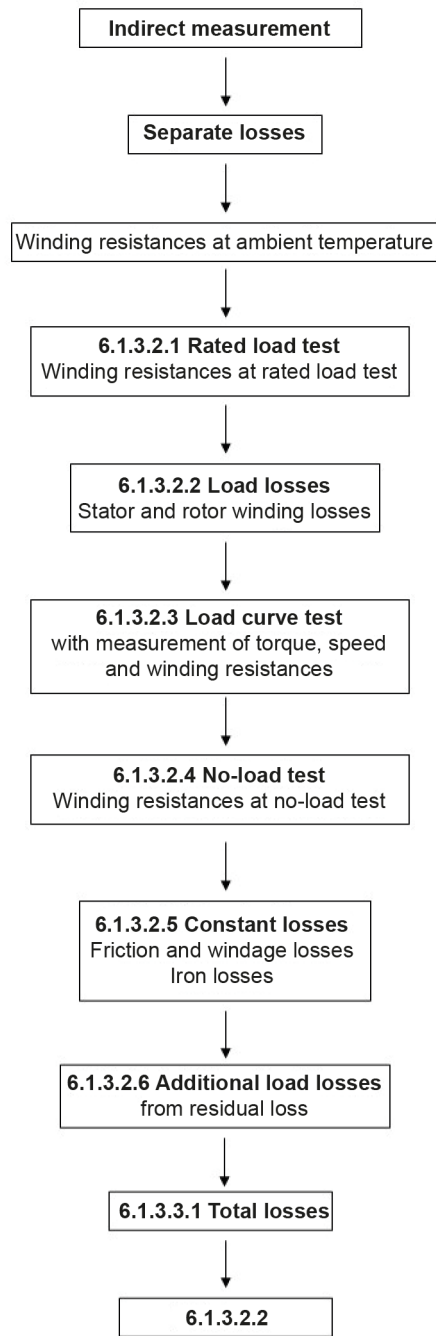 Indirect measurement
Separate losses
Winding resistances at ambient temperature
6.1.3.2.1 Rated load test
Winding resistances at rated load test
6.1.3.2.2 Load losses
Stator and rotor winding losses
6.1.3.2.3 Load curve test
with measurement of torque, speed
and winding resistances
6.1.3.2.4 No-load test
Winding resistances at no-load test
6.1.3.2.5 Constant losses
Friction and windage losses
Iron losses
6.1.3.2.6 Additional load losses
from residual loss
6.1.3.3.1 Total losses
6.1.3.2.2